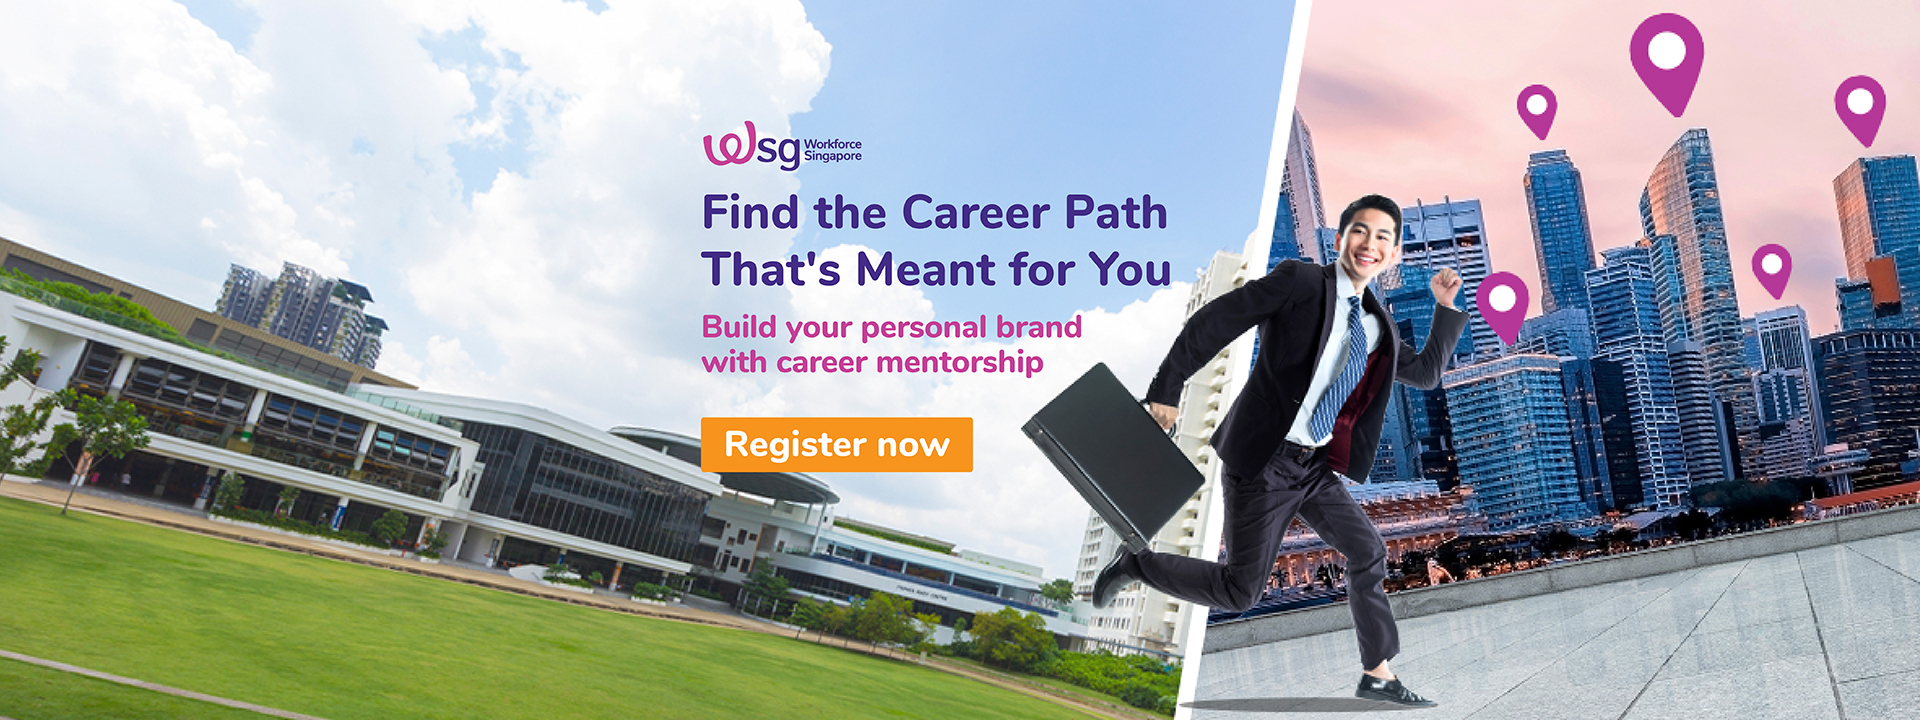 wsg Workforce
Singapore
Find the Career Path
That's Meant for You
Build your personal brand
with career mentorship
Register now